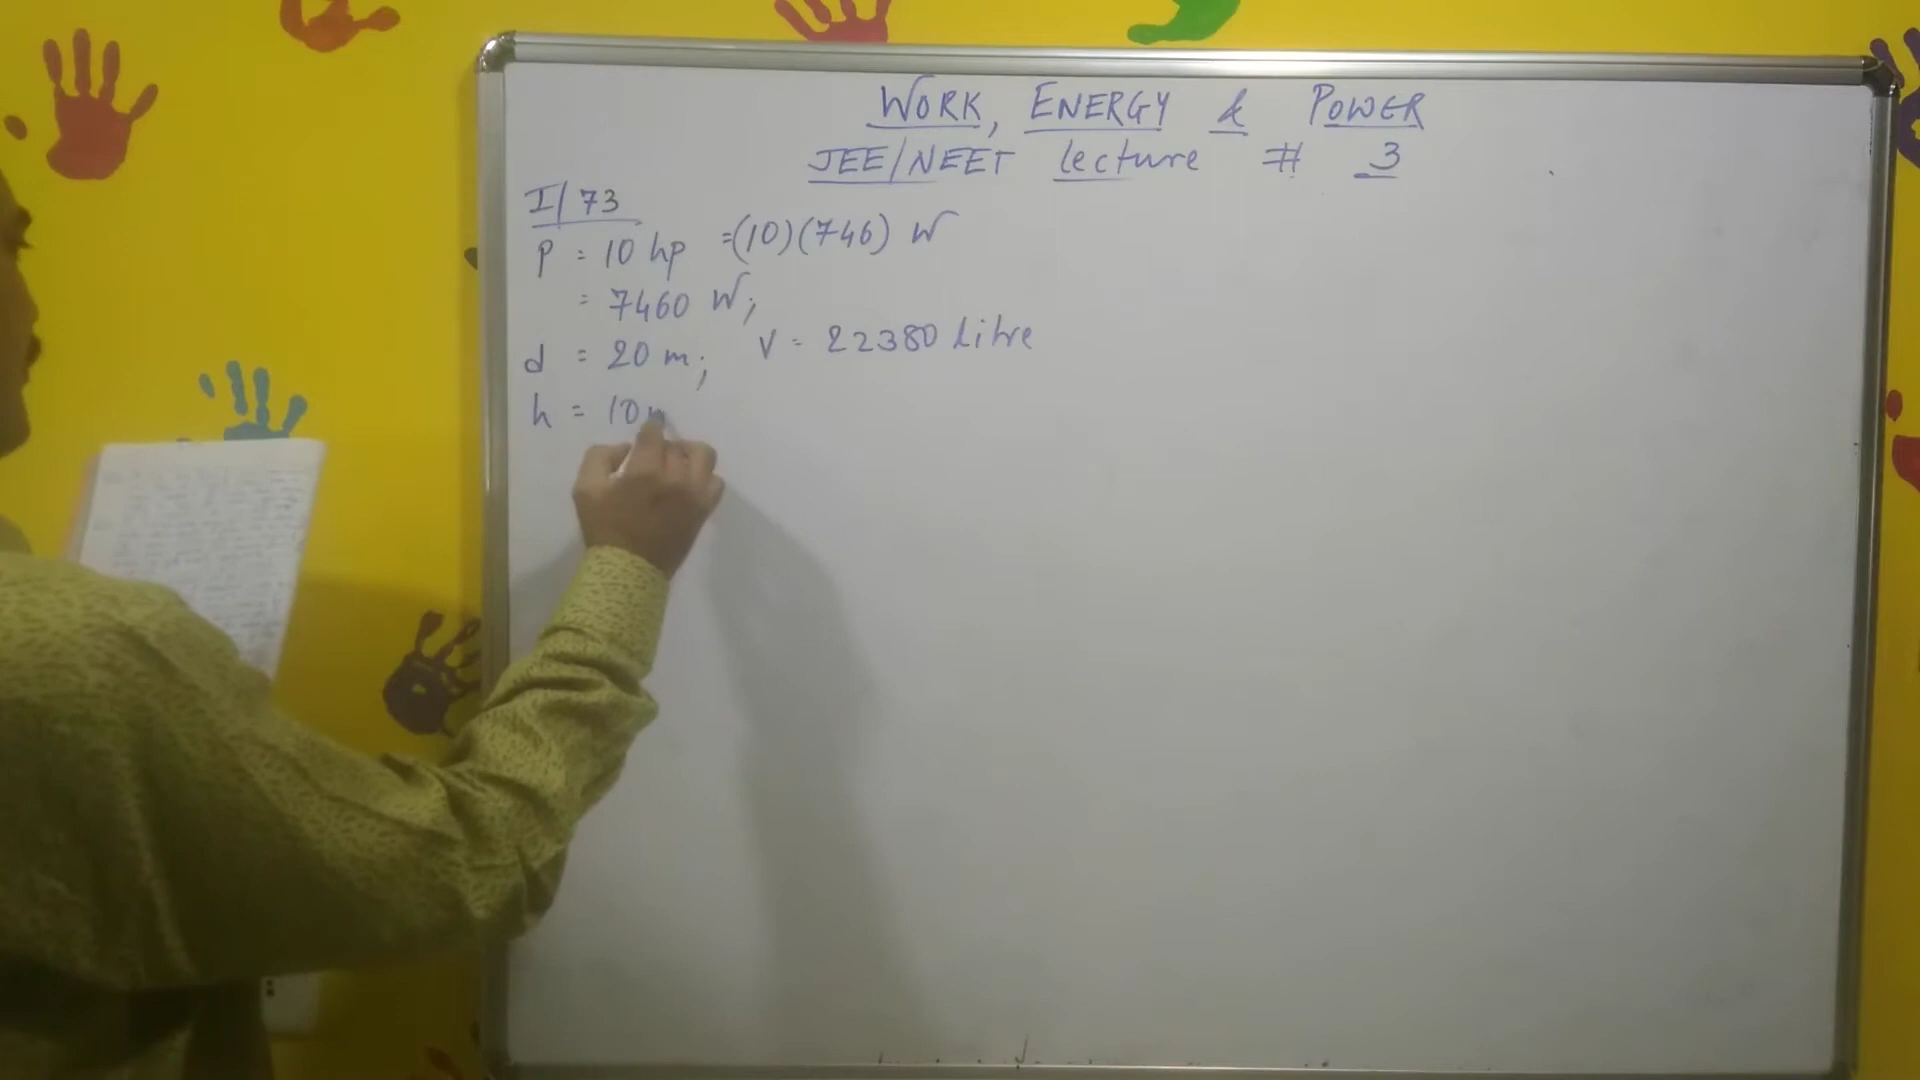 WORK, ENERGY & POWER
JEE/NEET Lecture # 3
I/73
P = 10 hp = (10)(746) W
= 7460 W;
d = 20 m; V = 22380 Litre
h = 10